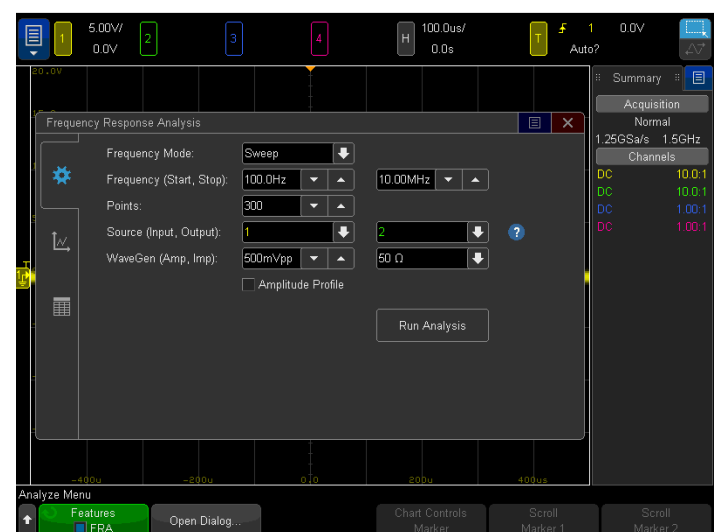 1 5.00V/ 2 3 4 H 100.0us/ T 1 0.0V
0.0V 0.0s Auto?
20.0V
Summary
Acquisition
Normal
1.25GSa/s 1.5GHz
Channels
DC 10.0:1
DC 10.0:1
DC 1.00:1
DC 1.00:1
Frequency Response Analysis
Frequency Mode: Sweep
Frequency (Start, Stop): 100.0Hz 10.00MHz
Points: 300
Source (Input, Output): 1 2 ?
WaveGen (Amp, Imp): 500mVpp 50 Ω
Amplitude Profile
Run Analysis
T
-400u -200u 0.0 200u 400us
Analyze Menu
Features Open Dialog... Chart Controls Scroll Scroll
FRA Marker Marker 1 Marker 2